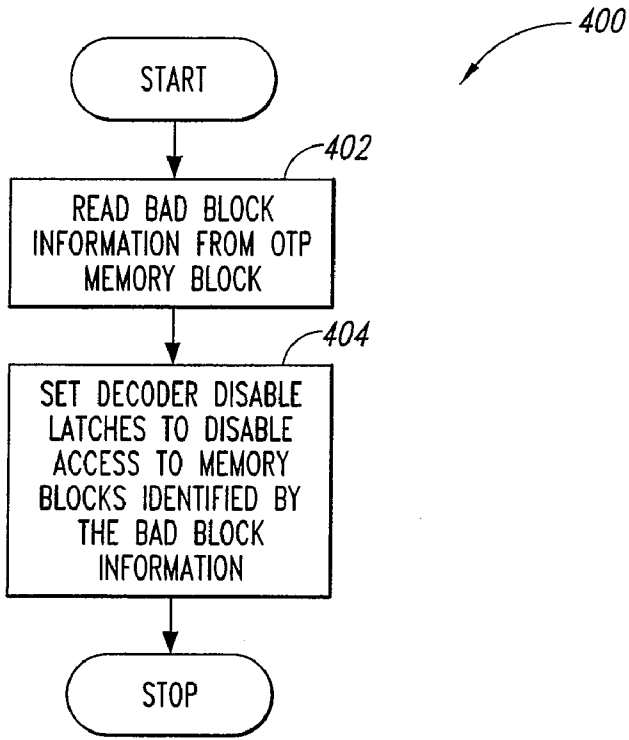 400
START
402
READ BAD BLOCK
INFORMATION FROM OTP
MEMORY BLOCK
404
SET DECODER DISABLE
LATCHES TO DISABLE
ACCESS TO MEMORY
BLOCKS IDENTIFIED BY
THE BAD BLOCK
INFORMATION
STOP